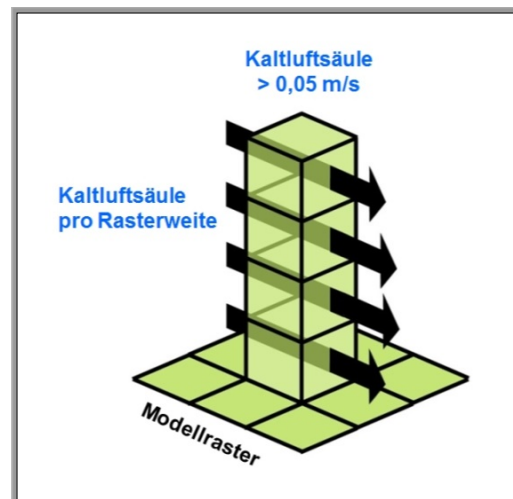 Kaltluftsäule
> 0,05 m/s
Kaltluftsäule
pro Rasterweite
Modellraster